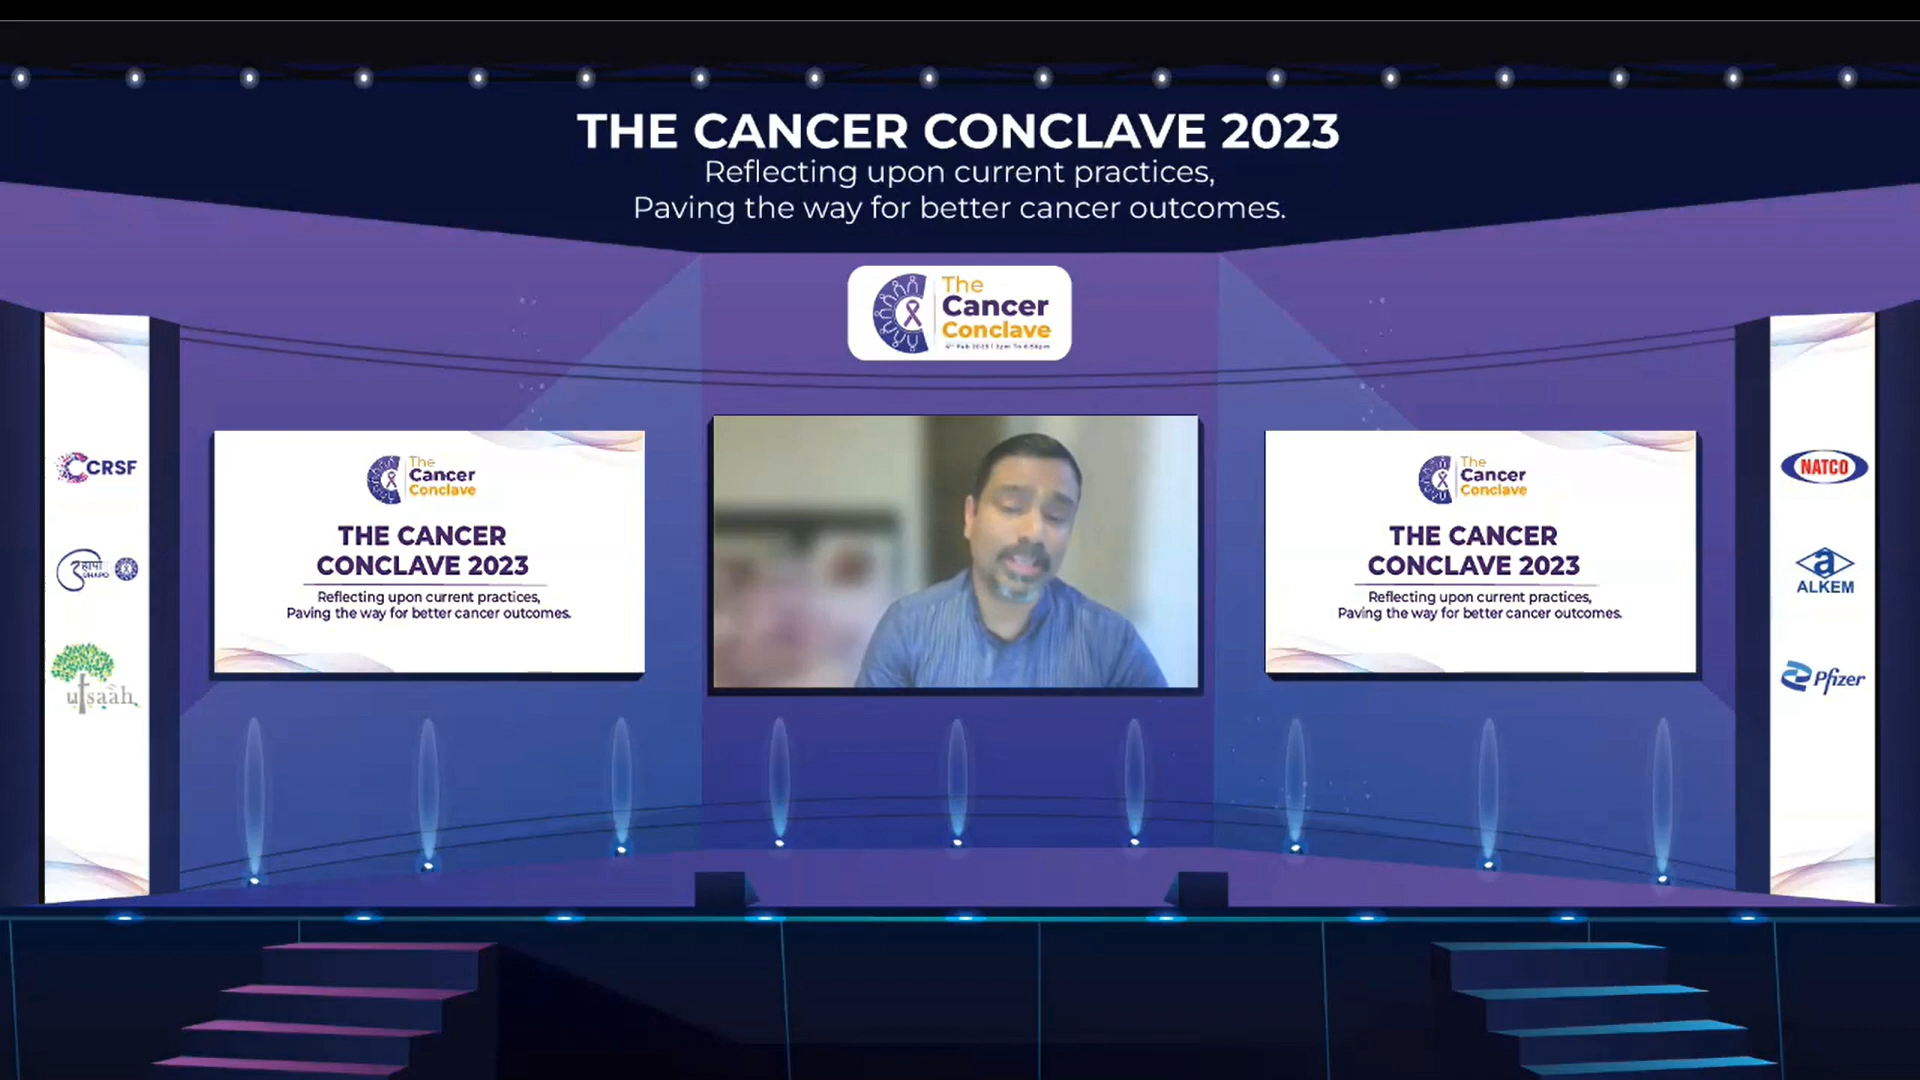 THE CANCER CONCLAVE 2023
Reflecting upon current practices,
Paving the way for better cancer outcomes.
The
Cancer
Conclave
CCRSF
उहापो
UHAPO
utsaah
The
Cancer
Conclave
THE CANCER
CONCLAVE 2023
Reflecting upon current practices,
Paving the way for better cancer outcomes.
The
Cancer
Conclave
THE CANCER
CONCLAVE 2023
Reflecting upon current practices,
Paving the way for better cancer outcomes.
NATCO
a
ALKEM
Pfizer